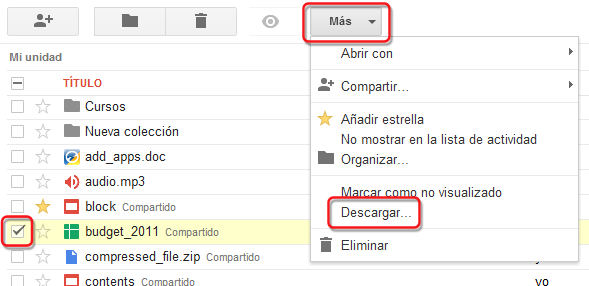 Más
Mi unidad
TÍTULO
Cursos
Nueva colección
add_apps.doc
audio.mp3
block Compartido
budget_2011 Compartido
compressed_file.zip Compartido
contents Compartido
Abrir con
Compartir...
Añadir estrella
No mostrar en la lista de actividad
Organizar...
Marcar como no visualizado
Descargar...
Eliminar
yo